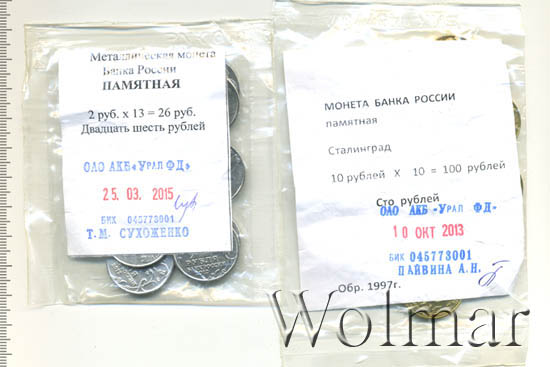 Металлическая монета
Банка России
ПАМЯТНАЯ
2 руб. х 13 = 26 руб.
Двадцать шесть рублей
ОАО АКБ «Урал ФД»
25. 03. 2015
БИК 045773001
Т.М. СУХОЖЕНКО
МОНЕТА БАНКА РОССИИ
памятная
Сталинград
10 рублей Х 10 = 100 рублей
Сто рублей
ОАО АКБ «Урал ФД»
10 ОКТ 2013
БИК 045773001
ПАЙВИНА А.Н.
Обр. 1997г.
Wolmar